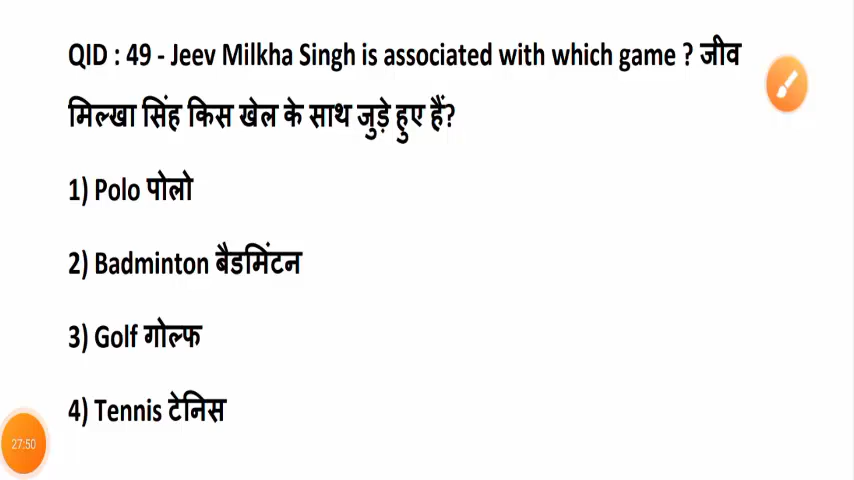 QID : 49 - Jeev Milkha Singh is associated with which game ? जीव
मिल्खा सिंह किस खेल के साथ जुड़े हुए हैं?
1) Polo पोलो
2) Badminton बैडमिंटन
3) Golf गोल्फ
4) Tennis टेनिस
27:50